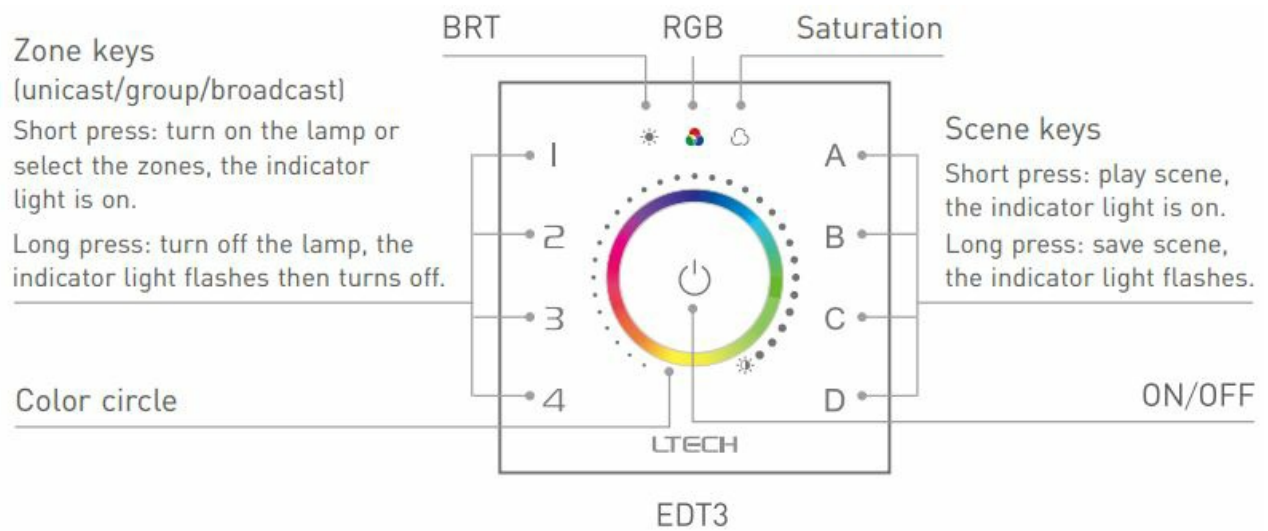 BRT
RGB
Saturation
Zone keys
(unicast/group/broadcast)
Short press: turn on the lamp or
select the zones, the indicator
light is on.
Long press: turn off the lamp, the
indicator light flashes then turns off.
Color circle
1
2
3
4
A
B
C
D
LTECH
Scene keys
Short press: play scene,
the indicator light is on.
Long press: save scene,
the indicator light flashes.
ON/OFF
EDT3